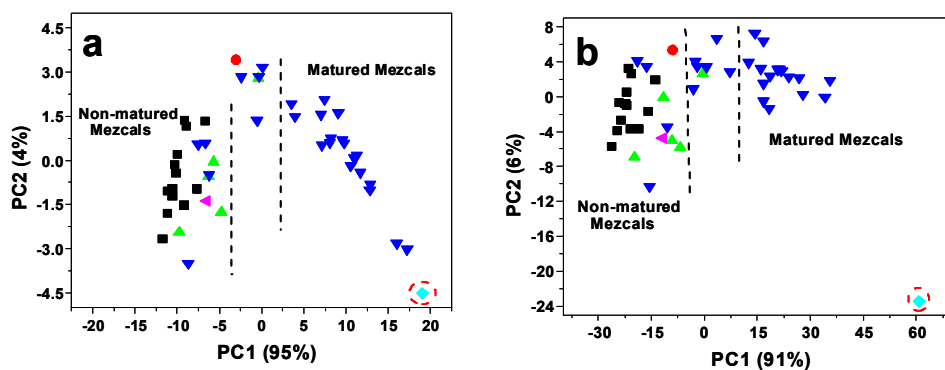 a
4.5
3.0
1.5
0.0
-1.5
-3.0
-4.5
PC2 (4%)
Non-matured
Mezcals
Matured Mezcals
-20 -15 -10 -5 0 5 10 15 20
PC1 (95%)
b
8
4
0
-4
-8
-12
-16
-20
-24
PC2 (6%)
Matured Mezcals
Non-matured
Mezcals
-30 -15 0 15 30 45 60
PC1 (91%)